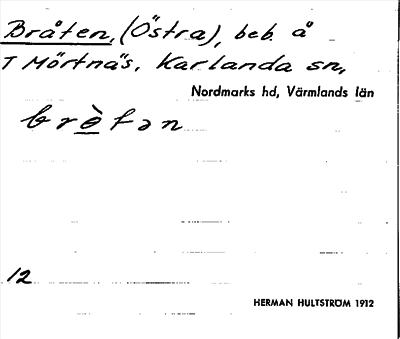 Bråten, (Östra), beb. å
T Mörtnäs, Karlanda sn,
Nordmarks hd, Värmlands län
brètən
12
HERMAN HULTSTRÖM 1912